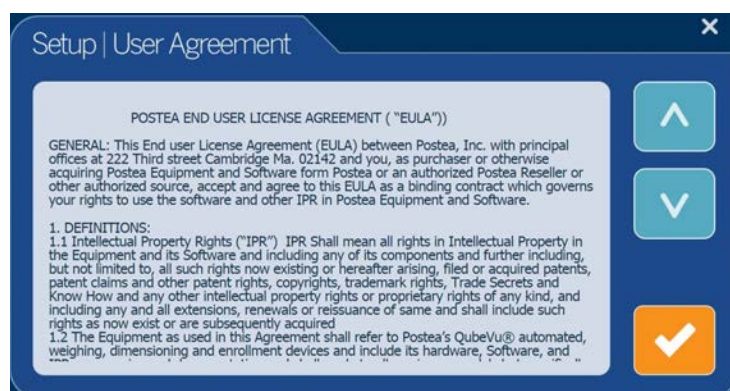 Setup | User Agreement
POSTEA END USER LICENSE AGREEMENT ( “EULA”))
GENERAL: This End user License Agreement (EULA) between Postea, Inc. with principal
offices at 222 Third street Cambridge Ma. 02142 and you, as purchaser or otherwise
acquiring Postea Equipment and Software form Postea or an authorized Postea Reseller or
other authorized source, accept and agree to this EULA as a binding contract which governs
your rights to use the software and other IPR in Postea Equipment and Software.
1. DEFINITIONS:
1.1 Intellectual Property Rights (“IPR”)  IPR Shall mean all rights in Intellectual Property in
the Equipment and its Software and including any of its components and further including,
but not limited to, all such rights now existing or hereafter arising, filed or acquired patents,
patent claims and other patent rights, copyrights, trademark rights, Trade Secrets and
Know How and any other intellectual property rights or proprietary rights of any kind, and
including any and all extensions, renewals or reissuance of same and shall include such
rights as now exist or are subsequently acquired
1.2 The Equipment as used in this Agreement shall refer to Postea’s QubeVu® automated,
weighing, dimensioning and enrollment devices and include its hardware, Software, and